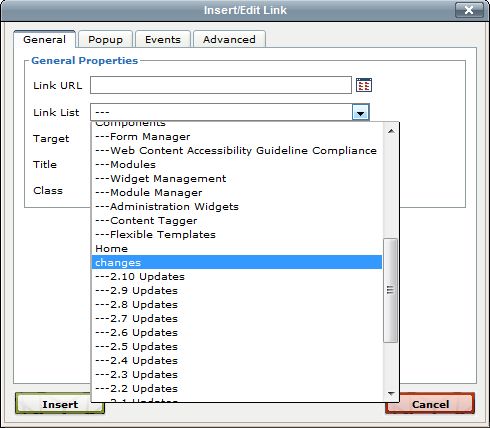 Insert/Edit Link
General Popup Events Advanced
General Properties
Link URL
Link List ---
Components
---Form Manager
Target
---Web Content Accessibility Guideline Compliance
Title
---Modules
---Widget Management
Class
---Module Manager
---Administration Widgets
---Content Tagger
---Flexible Templates
Home
changes
---2.10 Updates
---2.9 Updates
---2.8 Updates
---2.7 Updates
---2.6 Updates
---2.5 Updates
---2.4 Updates
---2.3 Updates
---2.2 Updates
---2.1 Updates
Insert Cancel